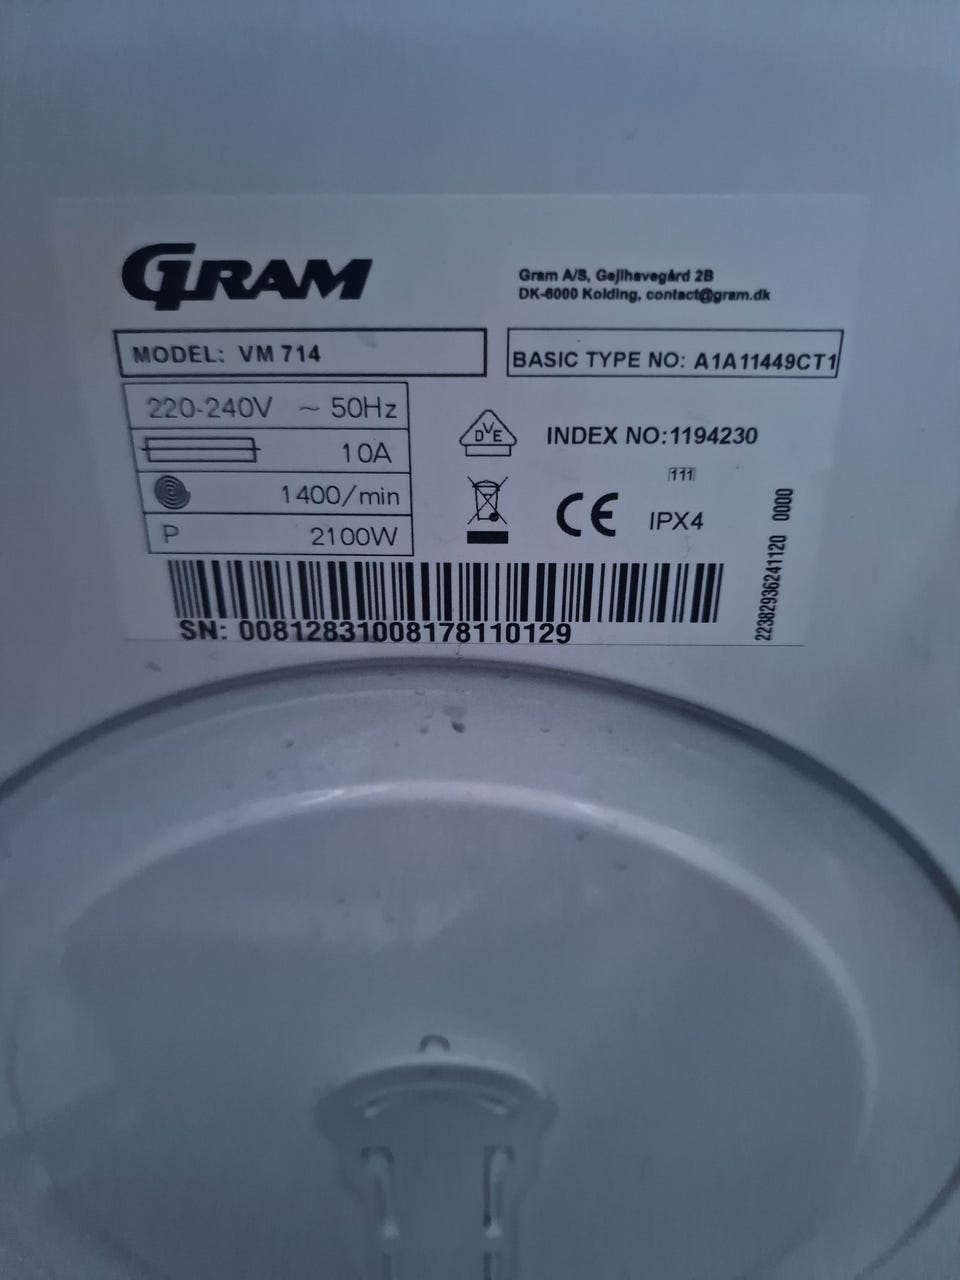 GRAM
Gram A/S, Gejlhavegård 2B
DK-6000 Kolding, contact@gram.dk
MODEL: VM 714
BASIC TYPE NO: A1A11449CT1
220-240V ~ 50Hz
10A
1400/min
P 2100W
DVE
INDEX NO:1194230
111
CE IPX4
22382936241120 0000
SN: 00812831008178110129